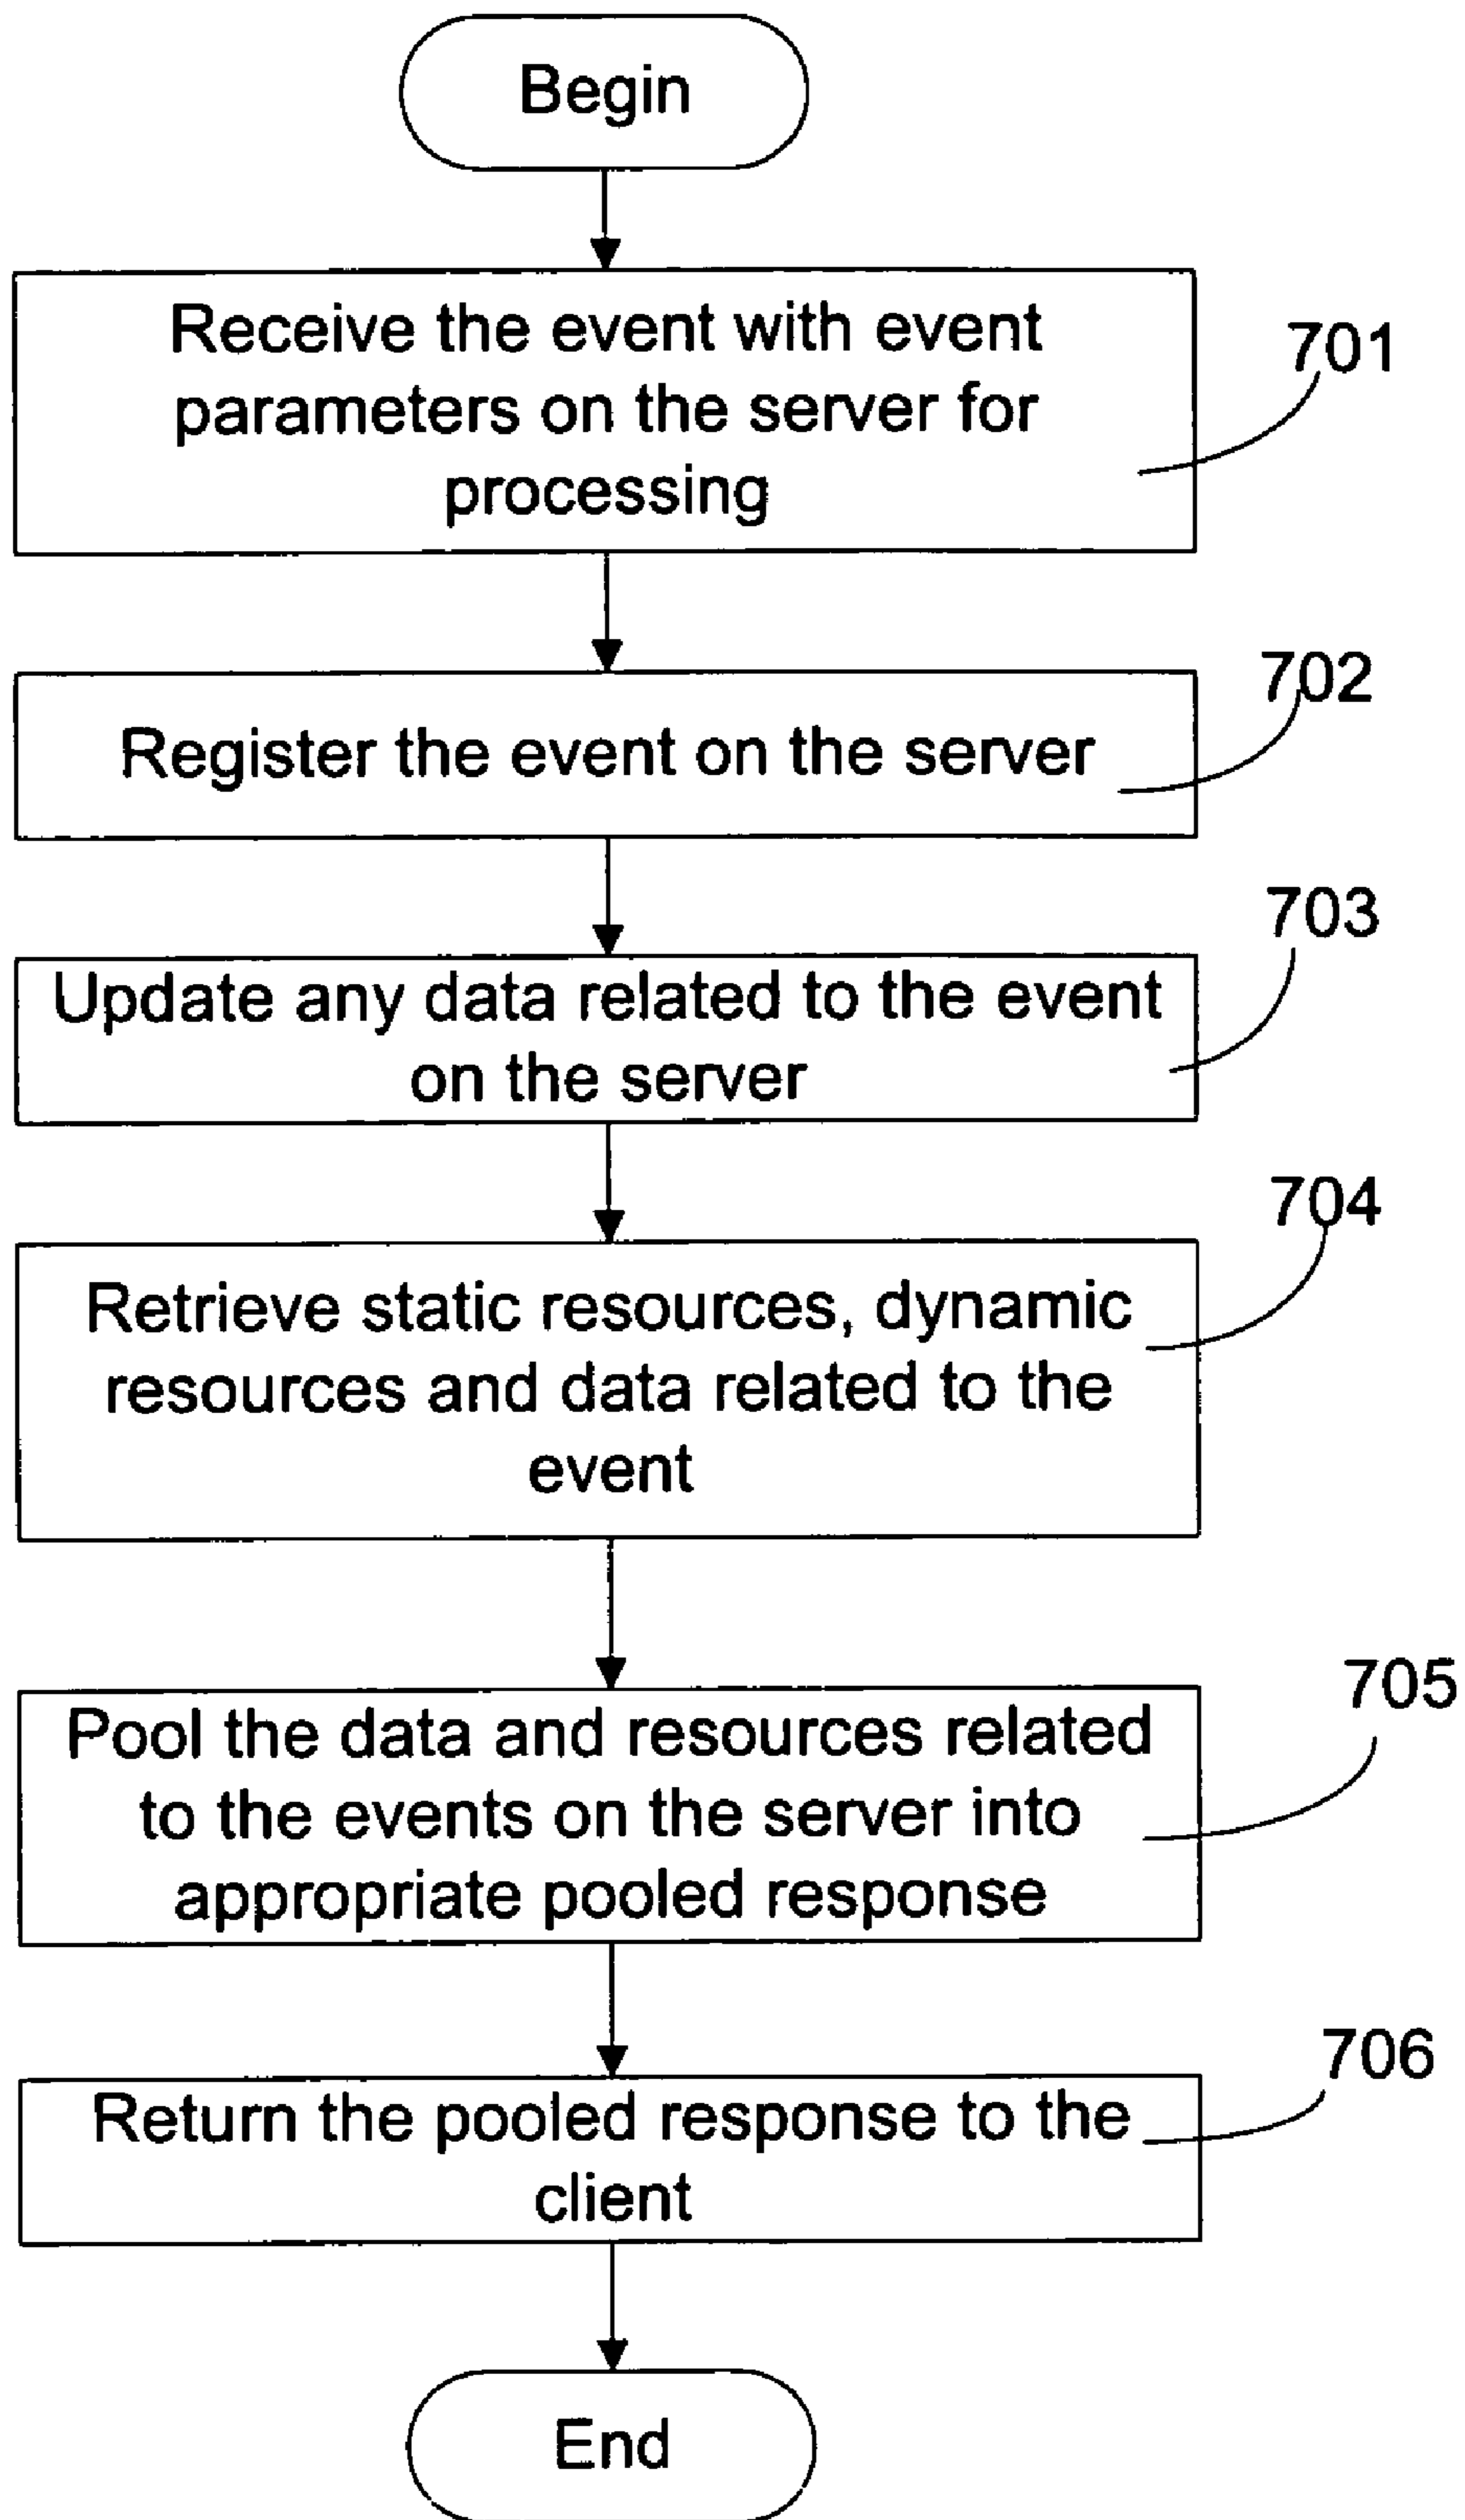 Begin
Receive the event with event
parameters on the server for
processing
701
Register the event on the server
702
Update any data related to the event
on the server
703
Retrieve static resources, dynamic
resources and data related to the
event
704
Pool the data and resources related
to the events on the server into
appropriate pooled response
705
Return the pooled response to the
client
706
End